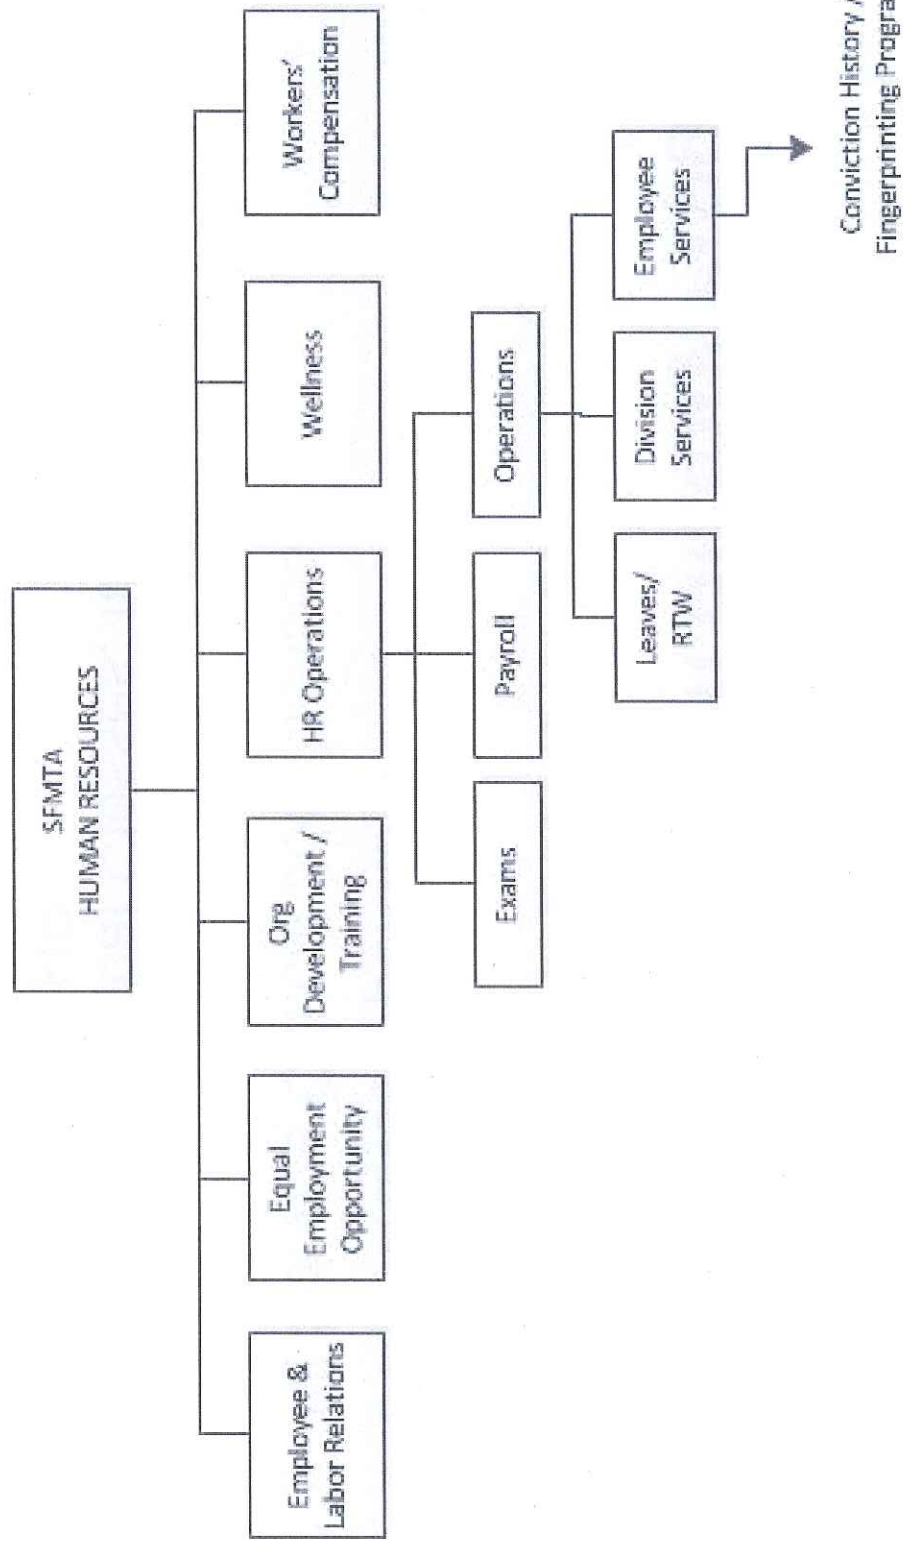 SFMTA
HUMAN RESOURCES
Employee &
Labor Relations
Equal
Employment
Opportunity
Org
Development /
Training
HR Operations
Wellness
Workers'
Compensation
Exams
Payroll
Operations
Leaves/
RTW
Division
Services
Employee
Services
Conviction History /
Fingerprinting Progra